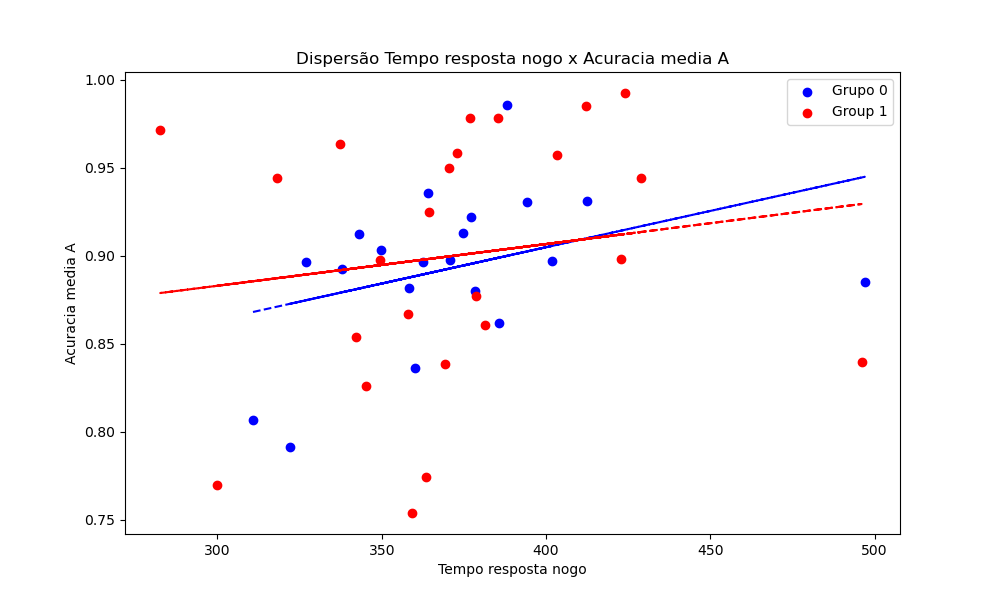 Dispersão Tempo resposta nogo x Acuracia media A
Grupo 0
Group 1
1.00
0.95
0.90
0.85
0.80
0.75
Acuracia media A
300
350
400
450
500
Tempo resposta nogo